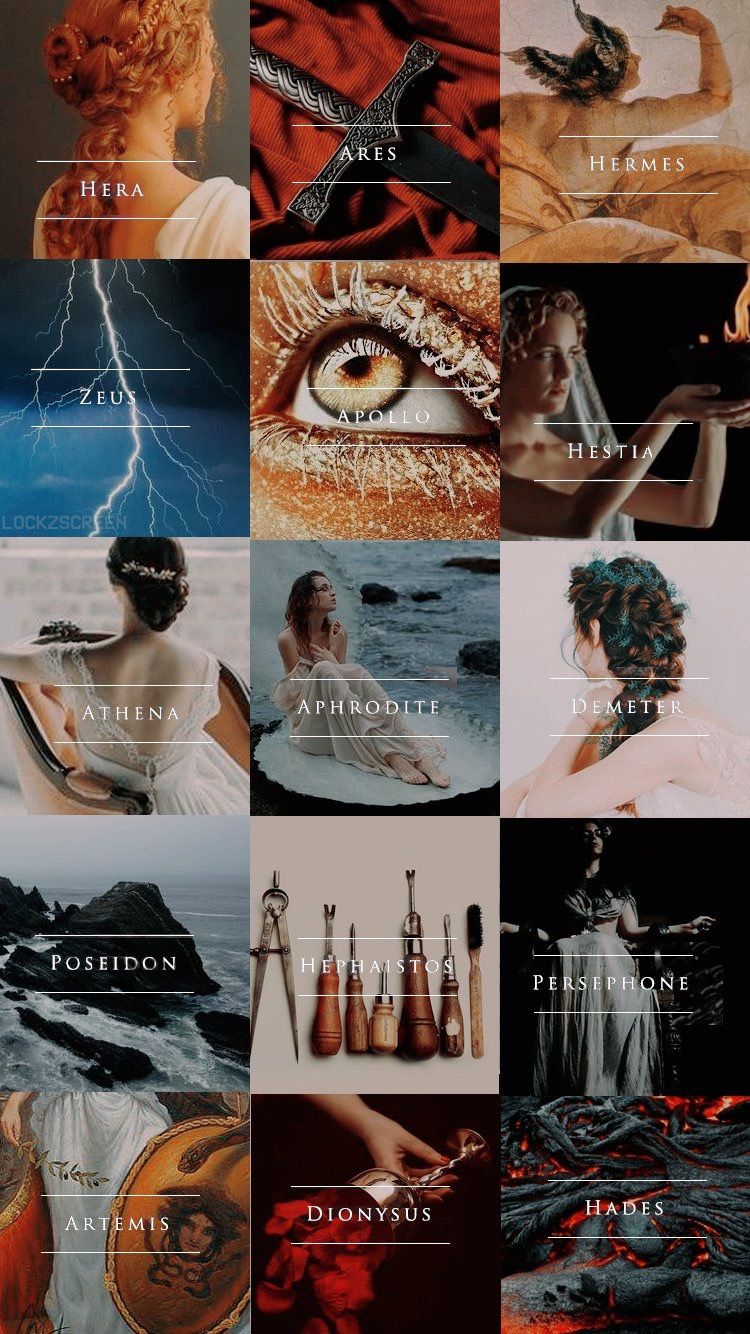 Hera
Ares
Hermes
Zeus
Apollo
Hestia
LOCKZSCREEN
Athena
Aphrodite
Demeter
Poseidon
Hephaistos
Persephone
Artemis
Dionysus
Hades